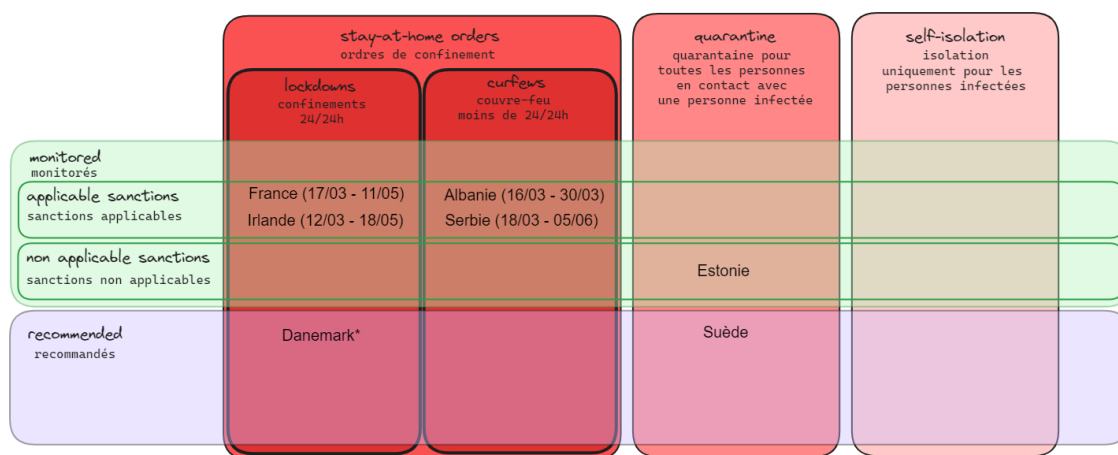 stay-at-home orders
ordres de confinement
lockdowns
confinements
24/24h
curfews
couvre-feu
moins de 24/24h
quarantine
quarantaine pour
toutes les personnes
en contact avec
une personne infectée
self-isolation
isolation
uniquement pour les
personnes infectées
monitored
monitorés
applicable sanctions
sanctions applicables
France (17/03 - 11/05)
Albanie (16/03 - 30/03)
Irlande (12/03 - 18/05)
Serbie (18/03 - 05/06)
non applicable sanctions
sanctions non applicables
Estonie
recommended
recommandés
Danemark*
Suède